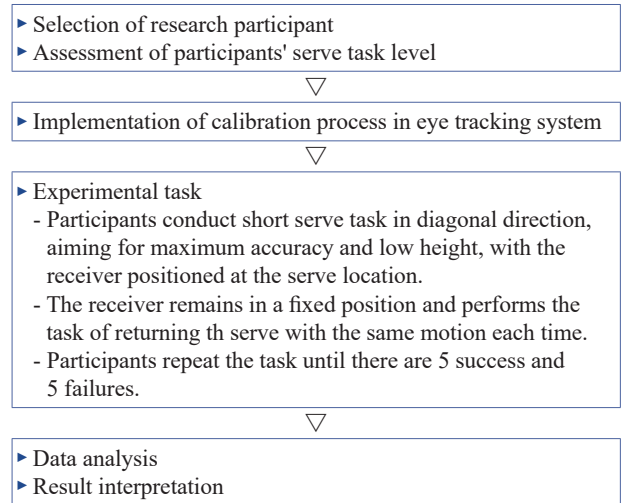 ▸ Selection of research participant
▸ Assessment of participants' serve task level
▸ Implementation of calibration process in eye tracking system
▸ Experimental task
- Participants conduct short serve task in diagonal direction,
aiming for maximum accuracy and low height, with the
receiver positioned at the serve location.
- The receiver remains in a fixed position and performs the
task of returning th serve with the same motion each time.
- Participants repeat the task until there are 5 success and
5 failures.
▸ Data analysis
▸ Result interpretation